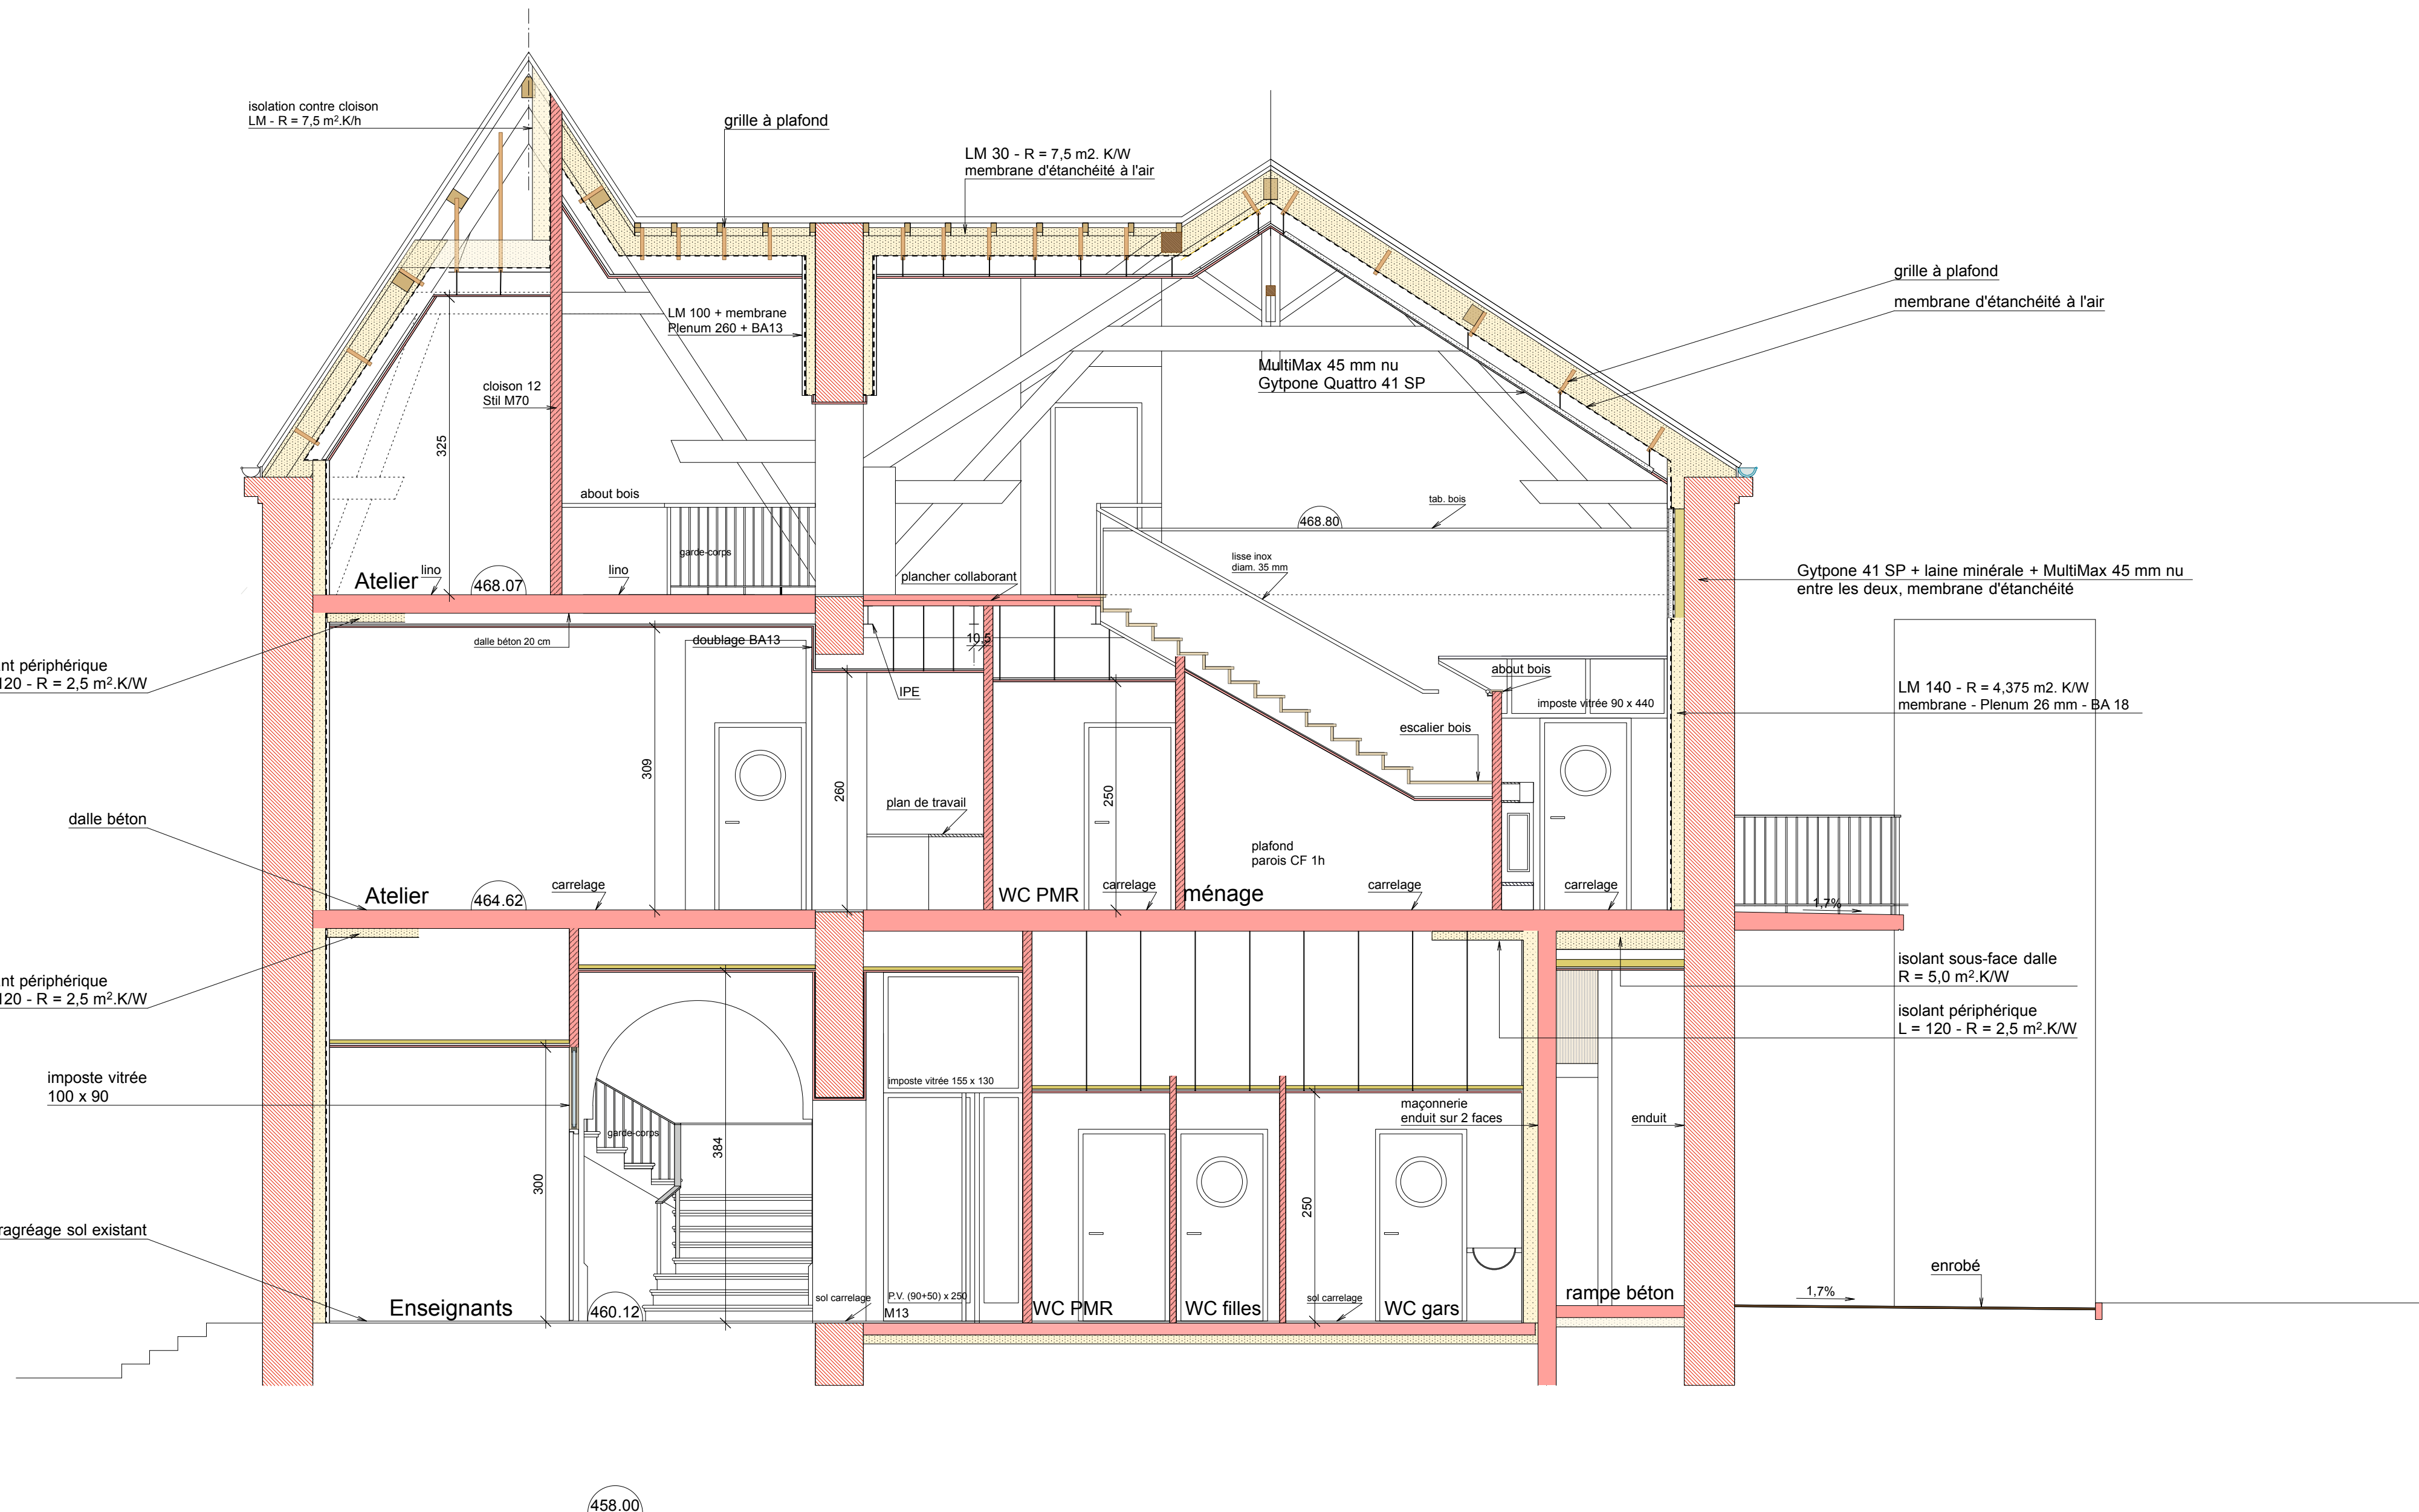 isolation contre cloison
LM - R = 7,5 m².K/h
grille à plafond
LM 30 - R = 7,5 m2. K/W
membrane d'étanchéité à l'air
grille à plafond
membrane d'étanchéité à l'air
LM 100 + membrane
Plenum 260 + BA13
MultiMax 45 mm nu
Gytpone Quattro 41 SP
cloison 12
Stil M70
325
about bois
tab. bois
468.80
garde-corps
lisse inox
diam. 35 mm
Atelier
lino
468.07
lino
plancher collaborant
Gytpone 41 SP + laine minérale + MultiMax 45 mm nu
entre les deux, membrane d'étanchéité
dalle béton 20 cm
doublage BA13
10,5
nt périphérique
120 - R = 2,5 m².K/W
IPE
about bois
imposte vitrée 90 x 440
LM 140 - R = 4,375 m2. K/W
membrane - Plenum 26 mm - BA 18
escalier bois
309
260
250
plan de travail
dalle béton
plafond
parois CF 1h
Atelier
464.62
carrelage
WC PMR
carrelage
ménage
carrelage
carrelage
1,7%
nt périphérique
120 - R = 2,5 m².K/W
isolant sous-face dalle
R = 5,0 m².K/W
isolant périphérique
L = 120 - R = 2,5 m².K/W
imposte vitrée
100 x 90
imposte vitrée 155 x 130
maçonnerie
enduit sur 2 faces
enduit
garde-corps
384
300
250
ragréage sol existant
enrobé
1,7%
Enseignants
460.12
sol carrelage
P.V. (90+50) x 250
M13
WC PMR
WC filles
sol carrelage
WC gars
rampe béton
458.00